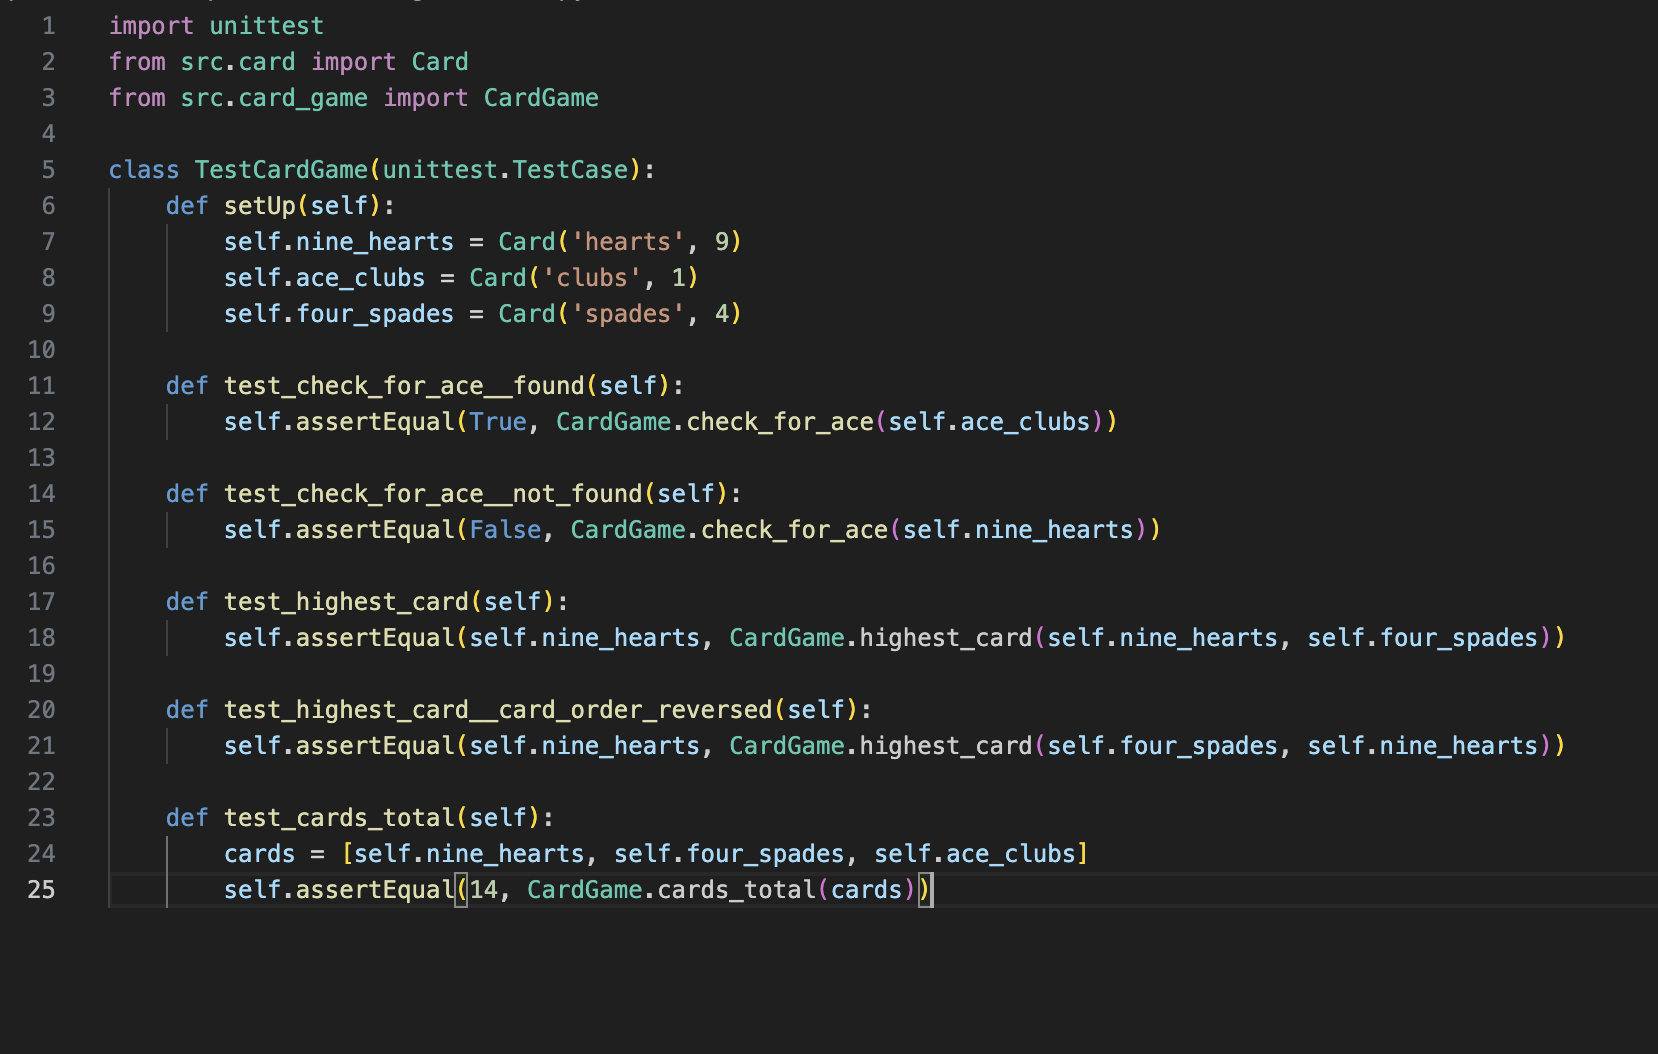 1 import unittest
2 from src.card import Card
3 from src.card_game import CardGame
4
5 class TestCardGame(unittest.TestCase):
6     def setUp(self):
7         self.nine_hearts = Card('hearts', 9)
8         self.ace_clubs = Card('clubs', 1)
9         self.four_spades = Card('spades', 4)
10
11     def test_check_for_ace__found(self):
12         self.assertEqual(True, CardGame.check_for_ace(self.ace_clubs))
13
14     def test_check_for_ace__not_found(self):
15         self.assertEqual(False, CardGame.check_for_ace(self.nine_hearts))
16
17     def test_highest_card(self):
18         self.assertEqual(self.nine_hearts, CardGame.highest_card(self.nine_hearts, self.four_spades))
19
20     def test_highest_card__card_order_reversed(self):
21         self.assertEqual(self.nine_hearts, CardGame.highest_card(self.four_spades, self.nine_hearts))
22
23     def test_cards_total(self):
24         cards = [self.nine_hearts, self.four_spades, self.ace_clubs]
25         self.assertEqual(14, CardGame.cards_total(cards))